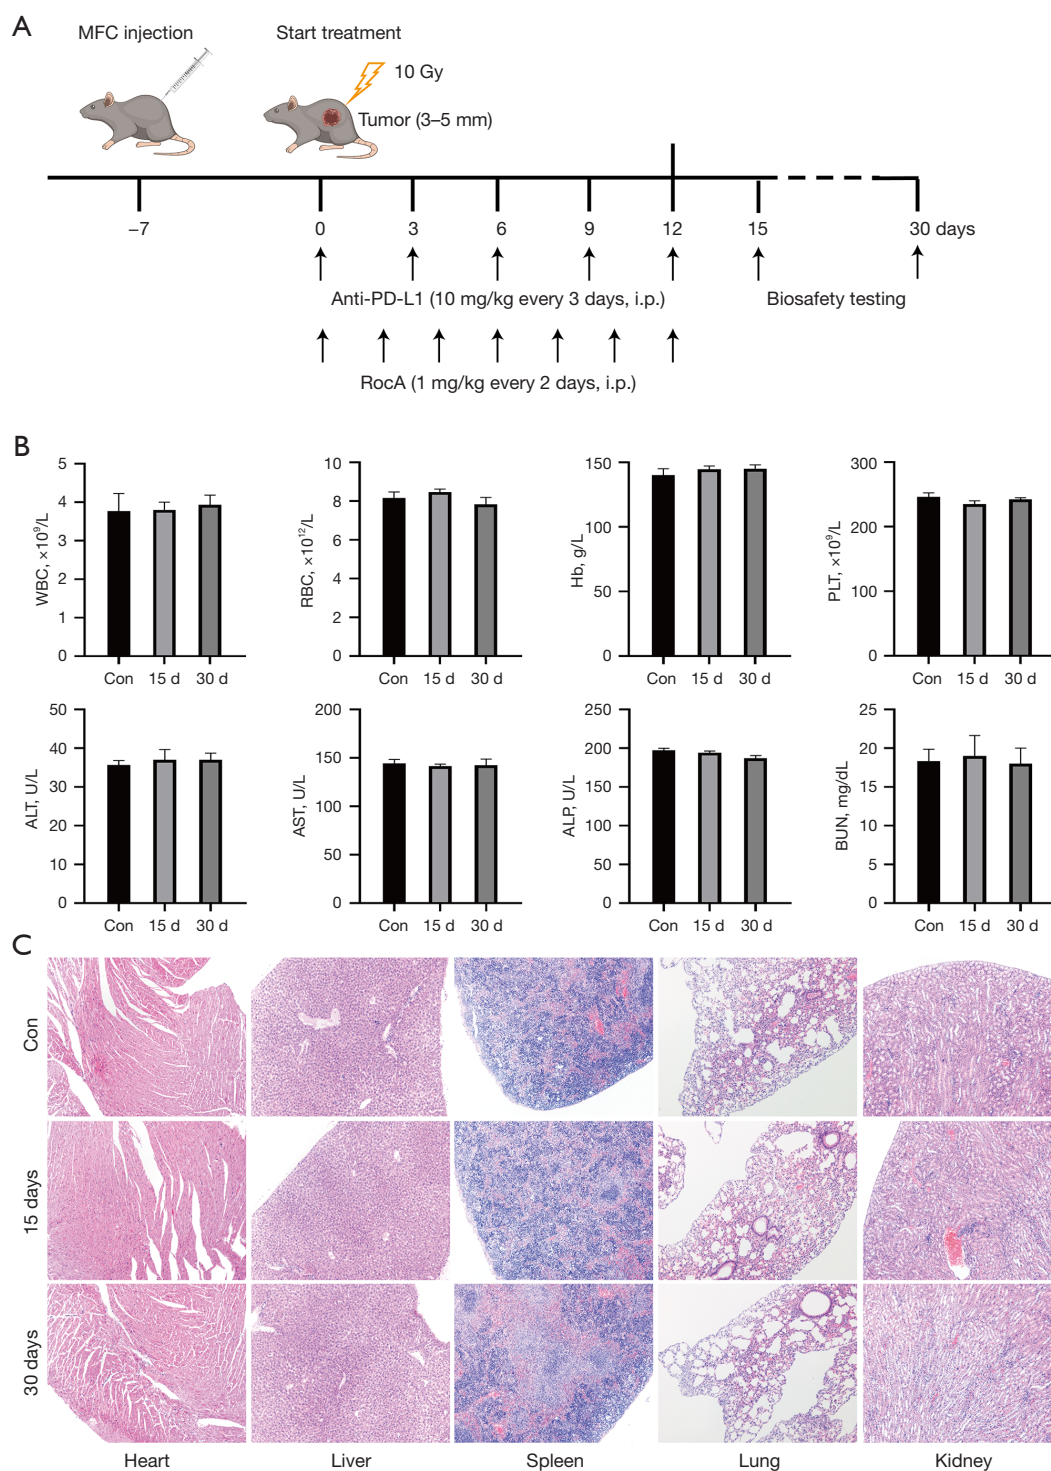 A
MFC injection
Start treatment
10 Gy
Tumor (3–5 mm)
–7
0
3
6
9
12
15
30 days
Anti-PD-L1 (10 mg/kg every 3 days, i.p.)
Biosafety testing
RocA (1 mg/kg every 2 days, i.p.)
B
WBC, ×10⁹/L
5
4
3
2
1
0
Con
15 d
30 d
RBC, ×10¹²/L
10
8
6
4
2
0
Con
15 d
30 d
Hb, g/L
150
100
50
0
Con
15 d
30 d
PLT, ×10⁹/L
300
200
100
0
Con
15 d
30 d
ALT, U/L
50
40
30
20
10
0
Con
15 d
30 d
AST, U/L
200
150
100
50
0
Con
15 d
30 d
ALP, U/L
250
200
150
100
50
0
Con
15 d
30 d
BUN, mg/dL
25
20
15
10
5
0
Con
15 d
30 d
C
Con
15 days
30 days
Heart
Liver
Spleen
Lung
Kidney